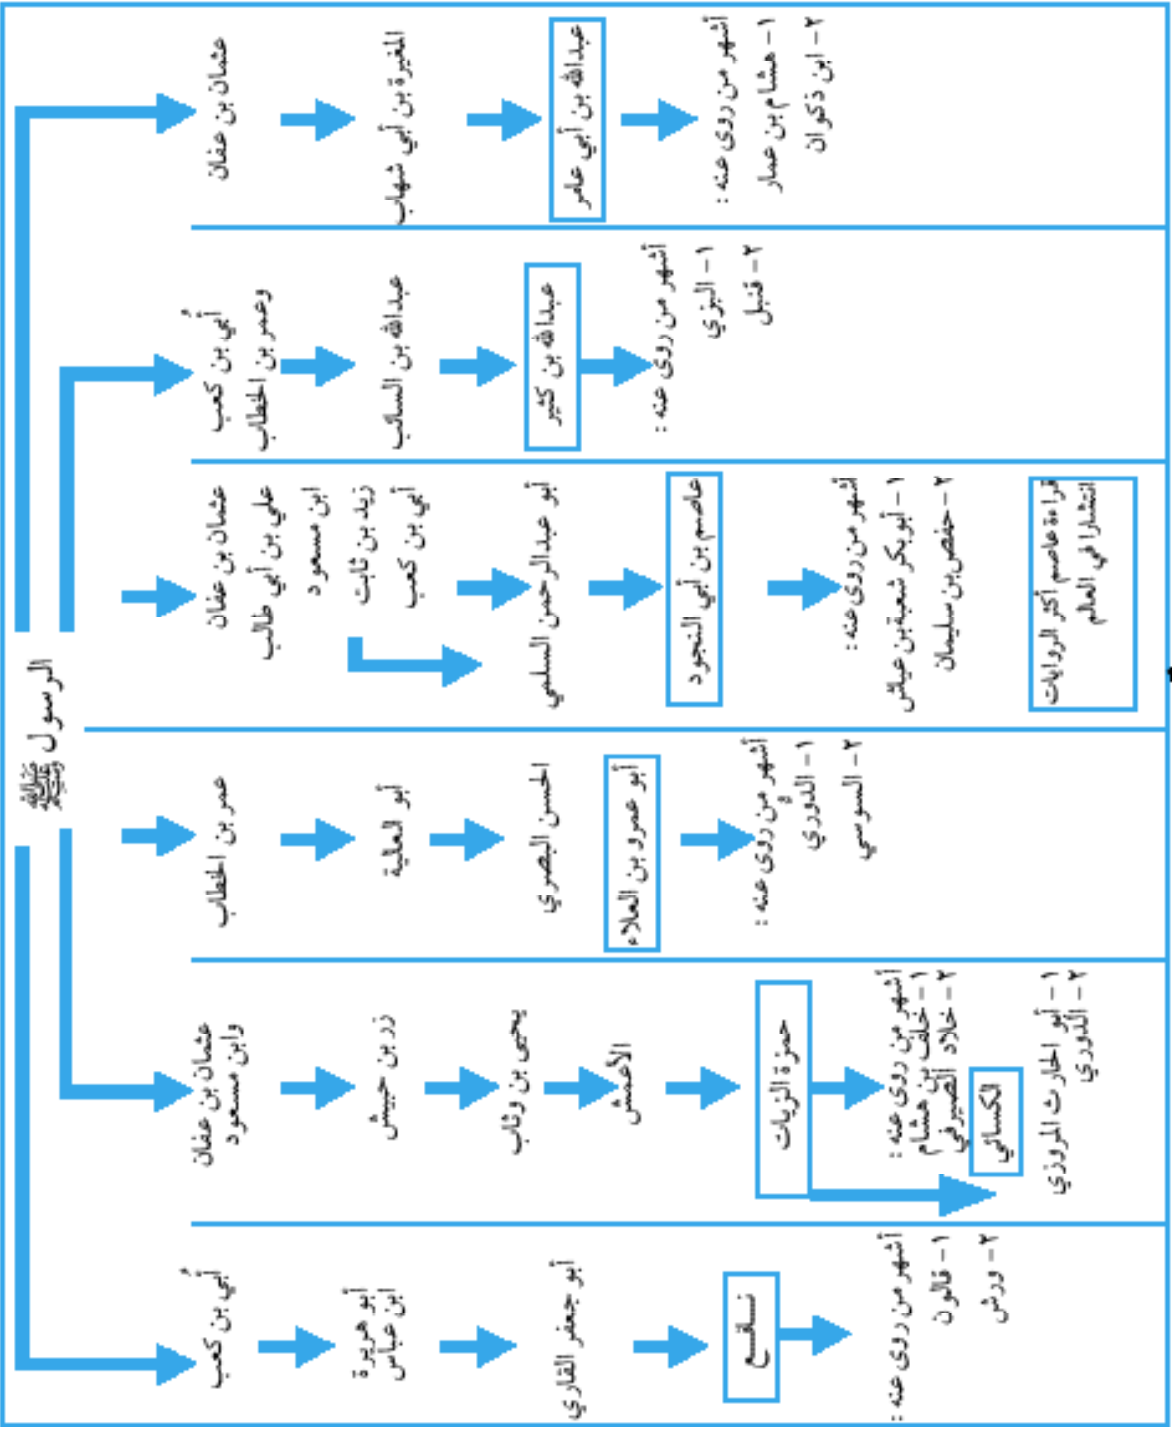 الرسول ﷺ
عثمان بن عفان
المغيرة بن أبي شهاب
عبدالله بن أبي عامر
أشهر من روى عنه :
١- هشام بن عمار
٢- ابن ذكوان
أُبي بن كعب
وعمر بن الخطاب
عبدالله بن السائب
عبدالله بن كثير
أشهر من روى عنه :
١- البزي
٢- قنبل
عثمان بن عفان
علي بن أبي طالب
ابن مسعود
زيد بن ثابت
أبي بن كعب
أبو عبدالرحمن السلمي
عاصم بن أبي النجود
أشهر من روى عنه :
١- أبوبكر شعبة بن عياش
٢- حفص بن سليمان
قراءة عاصم أكثر الروايات
انتشارا في العالم
عمر بن الخطاب
أبو العالية
الحسن البصري
أبو عمرو بن العلاء
أشهر من روى عنه :
١- الدُّوري
٢- السوسي
عثمان بن عفان
وابن مسعود
زر بن حبيش
يحيى بن وثاب
الأعمش
حمزة الزيات
أشهر من روى عنه :
١- خلف بن هشام
٢- خلاد الصيرفي
الكسائي
١- أبو الحارث المروزي
٢- الدوري
أُبي بن كعب
أبو هريرة
ابن عباس
أبو جعفر القاري
نافع
أشهر من روى عنه :
١- قالون
٢- ورش